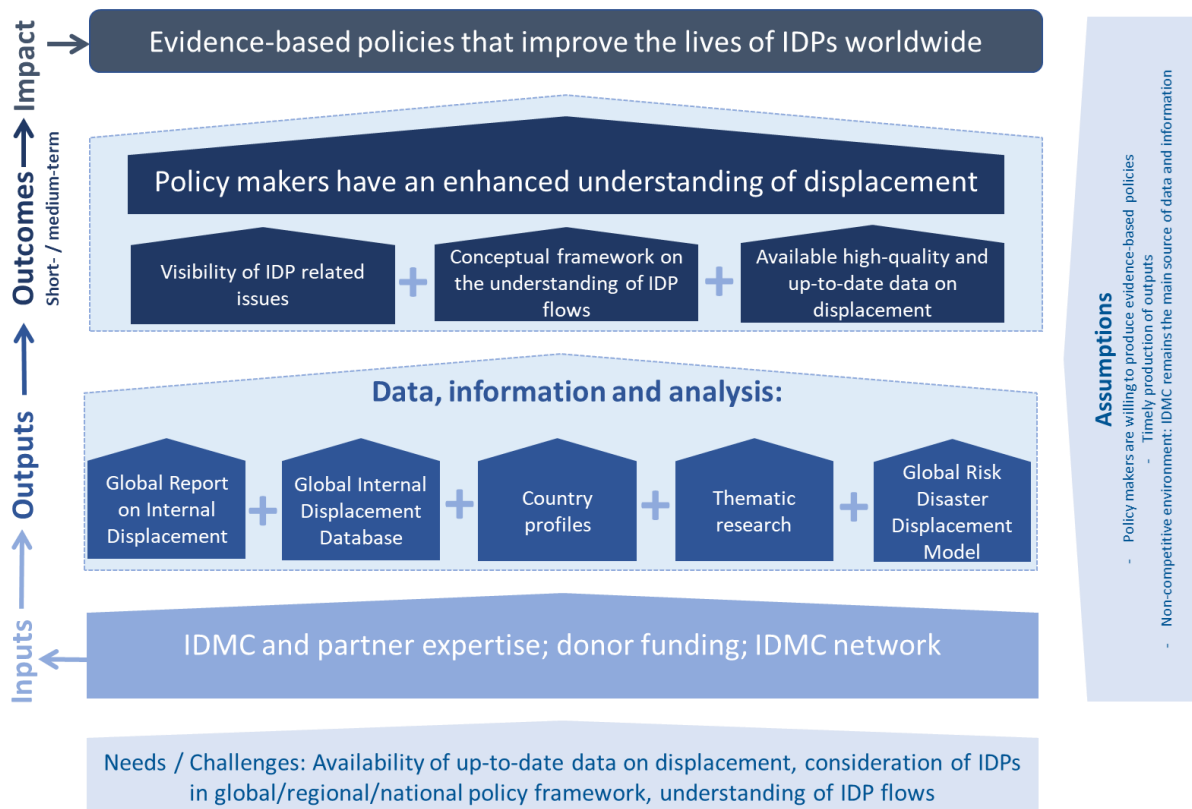 Impact
Evidence-based policies that improve the lives of IDPs worldwide
Outcomes
Short- / medium-term
Policy makers have an enhanced understanding of displacement
Visibility of IDP related
issues
+
Conceptual framework on
the understanding of IDP
flows
+
Available high-quality and
up-to-date data on
displacement
Outputs
Data, information and analysis:
Global Report
on Internal
Displacement
+
Global Internal
Displacement
Database
+
Country
profiles
+
Thematic
research
+
Global Risk
Disaster
Displacement
Model
Inputs
IDMC and partner expertise; donor funding; IDMC network
Needs / Challenges: Availability of up-to-date data on displacement, consideration of IDPs
in global/regional/national policy framework, understanding of IDP flows
Assumptions
- Policy makers are willing to produce evidence-based policies
- Timely production of outputs
- Non-competitive environment: IDMC remains the main source of data and information